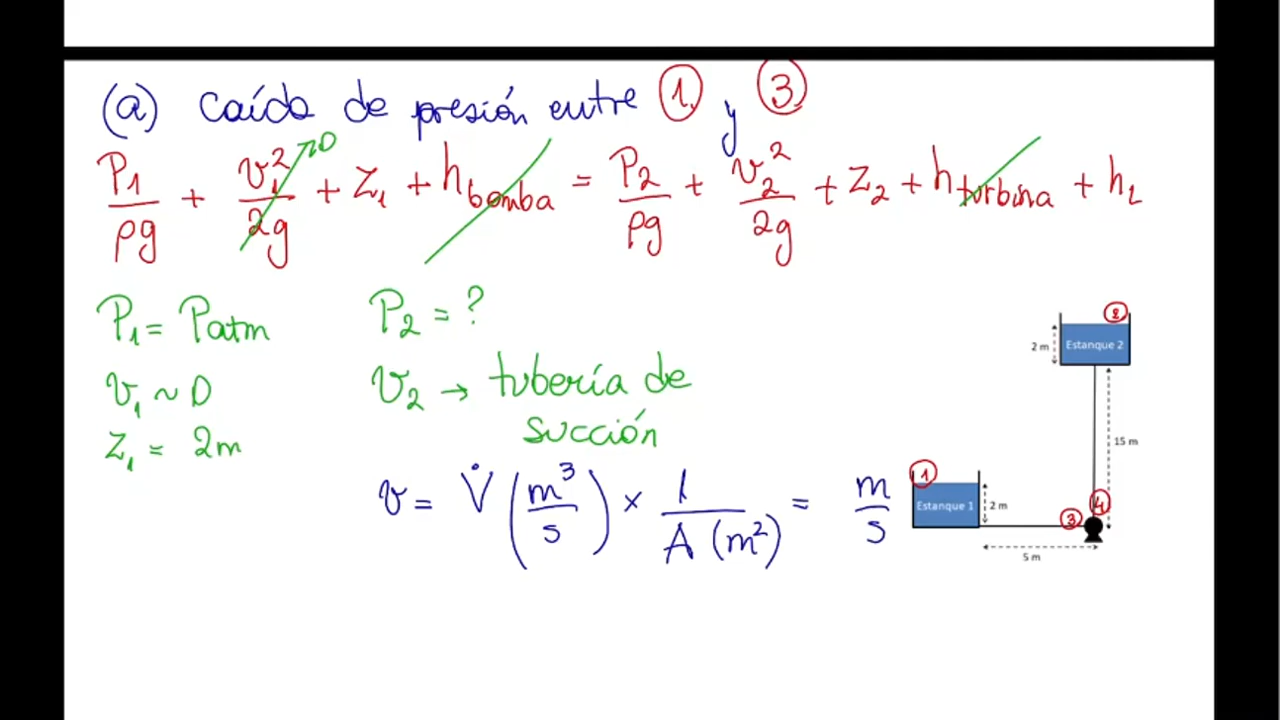 (a) Caída de presión entre ① y ③
P₁/ρg + v₁²/2g →0 + z₁ + h bomba = P₂/ρg + v₂²/2g + z₂ + h turbina + h_L
P₁ = Patm
P₂ = ?
v₁ ~ 0
v₂ → tubería de succión
z₁ = 2m
v = V̇ (m³/s) × 1/A (m²) = m/s
②
2 m
Estanque 2
15 m
①
Estanque 1
2 m
③
④
5 m